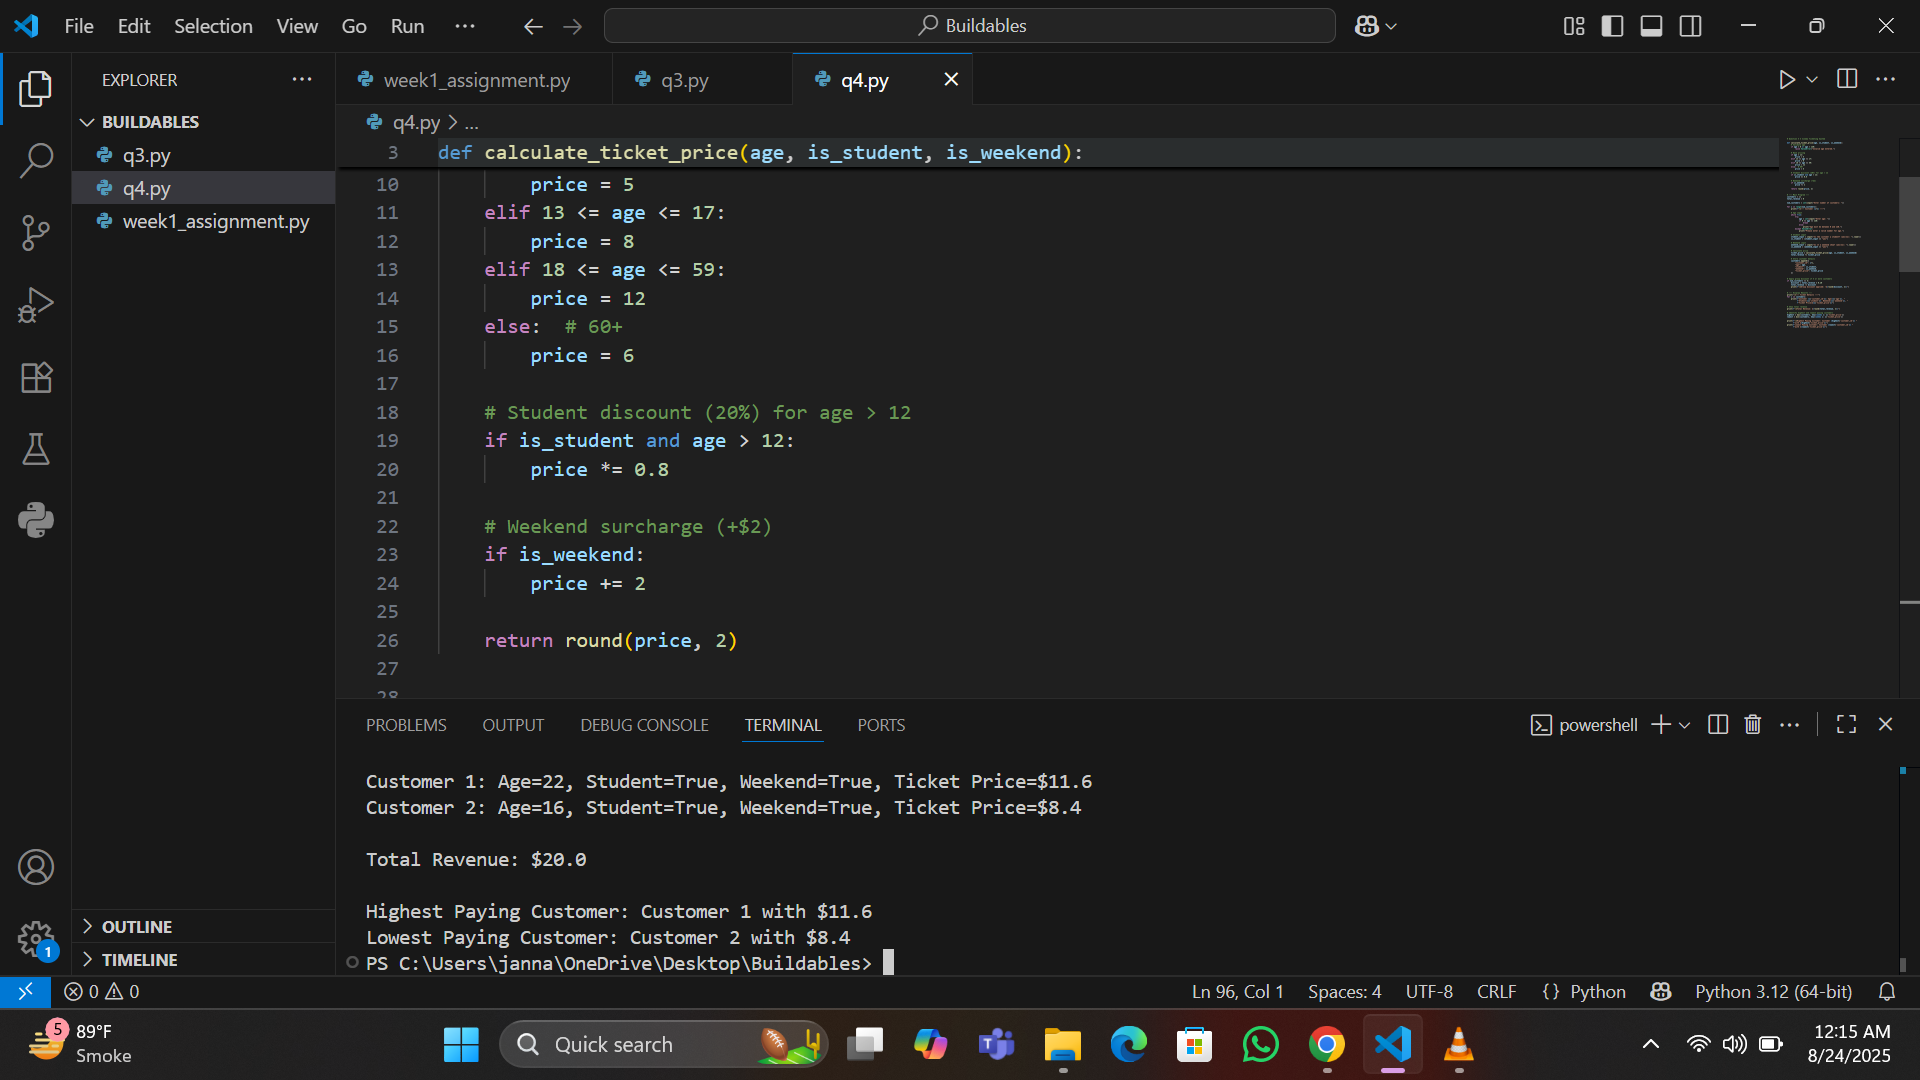 File Edit Selection View Go Run ... Buildables
EXPLORER ...
BUILDABLES
q3.py
q4.py
week1_assignment.py
OUTLINE
TIMELINE
week1_assignment.py q3.py q4.py
q4.py > ...
3 def calculate_ticket_price(age, is_student, is_weekend):
10 price = 5
11 elif 13 <= age <= 17:
12 price = 8
13 elif 18 <= age <= 59:
14 price = 12
15 else: # 60+
16 price = 6
17
18 # Student discount (20%) for age > 12
19 if is_student and age > 12:
20 price *= 0.8
21
22 # Weekend surcharge (+$2)
23 if is_weekend:
24 price += 2
25
26 return round(price, 2)
27
28
PROBLEMS OUTPUT DEBUG CONSOLE TERMINAL PORTS powershell
Customer 1: Age=22, Student=True, Weekend=True, Ticket Price=$11.6
Customer 2: Age=16, Student=True, Weekend=True, Ticket Price=$8.4
Total Revenue: $20.0
Highest Paying Customer: Customer 1 with $11.6
Lowest Paying Customer: Customer 2 with $8.4
PS C:\Users\janna\OneDrive\Desktop\Buildables>
1
0 0 Ln 96, Col 1 Spaces: 4 UTF-8 CRLF {} Python Python 3.12 (64-bit)
5
89°F
Smoke
Quick search
12:15 AM
8/24/2025